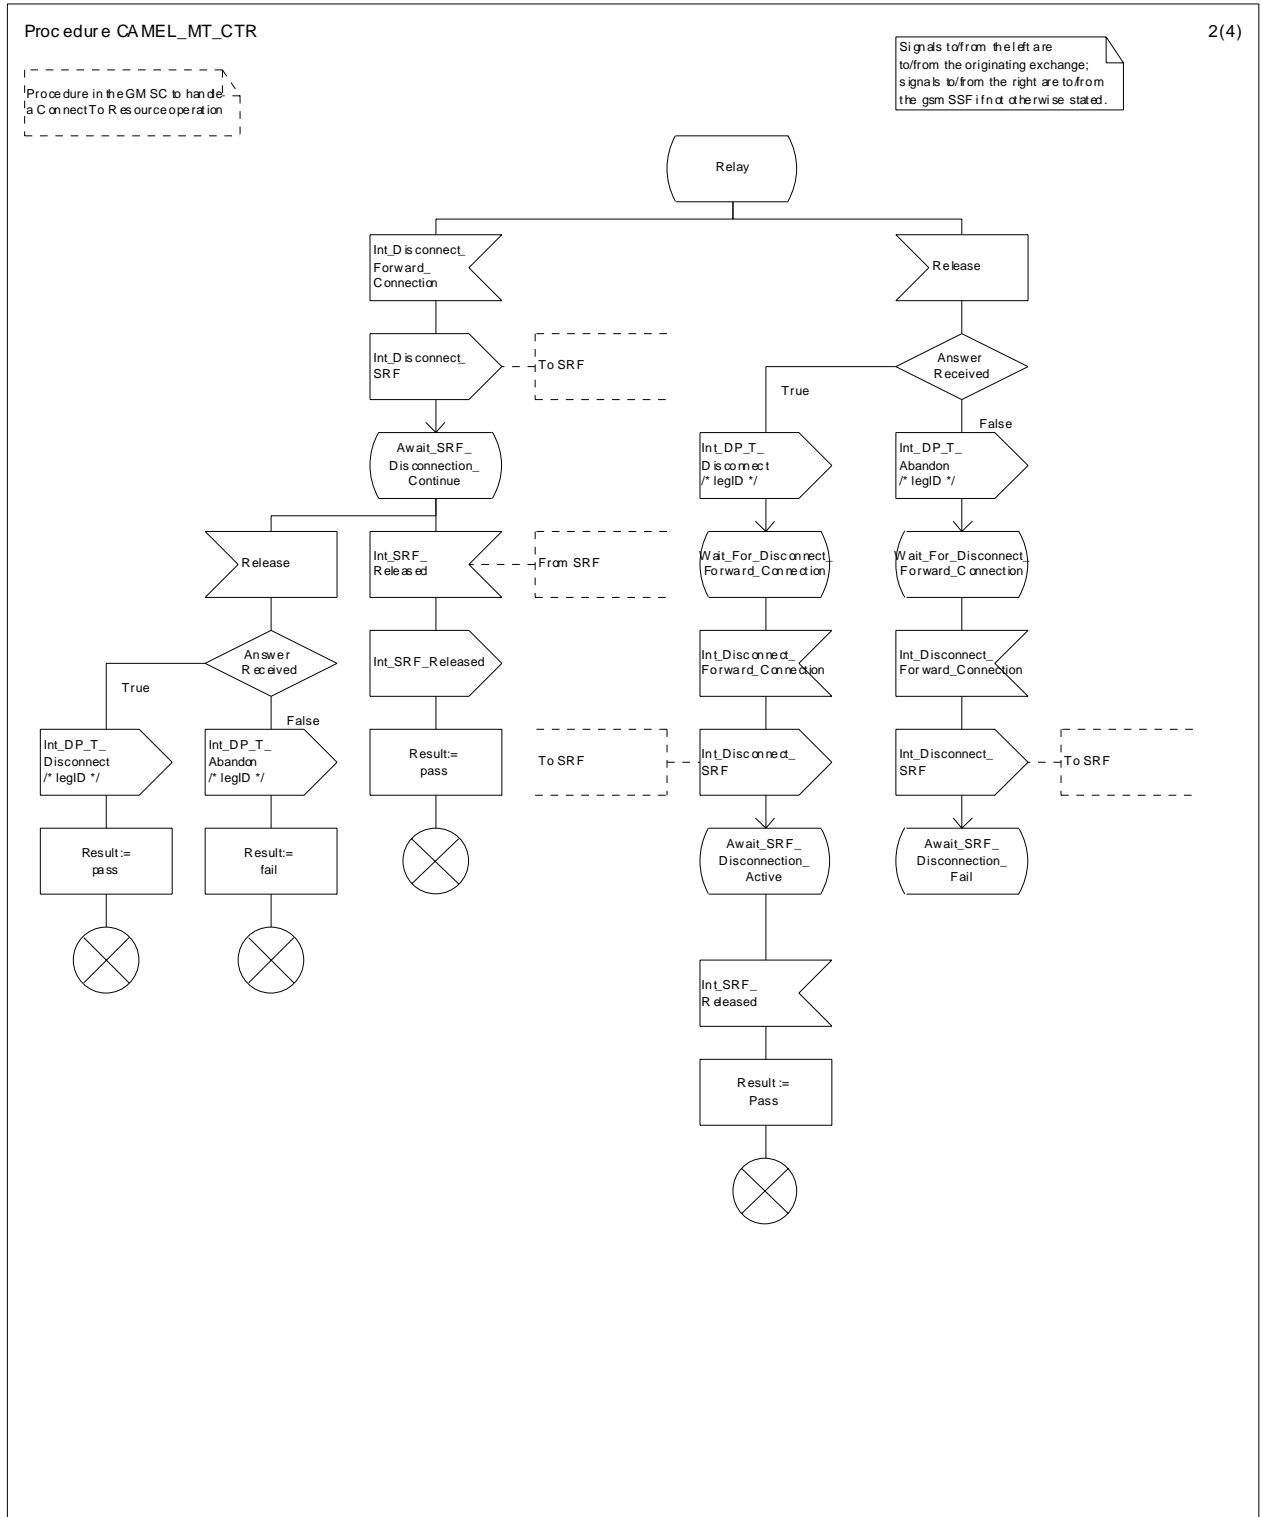 Procedure CAMEL_MT_CTR
2(4)
Procedure in the GMSC to handle
a Connect To Resource operation
Signals to/from the left are
to/from the originating exchange;
signals to/from the right are to/from
the gsmSSF if not otherwise stated.
Relay
Int_Disconnect_
Forward_
Connection
Release
Int_Disconnect_
SRF
To SRF
Answer
Received
True
False
Await_SRF_
Disconnection_
Continue
Int_DP_T_
Disconnect
/* legID */
Int_DP_T_
Abandon
/* legID */
Release
Int_SRF_
Released
From SRF
Wait_For_Disconnect_
Forward_Connection
Wait_For_Disconnect_
Forward_Connection
Answer
Received
True
False
Int_SRF_Released
Int_Disconnect_
Forward_Connection
Int_Disconnect_
Forward_Connection
Int_DP_T_
Disconnect
/* legID */
Int_DP_T_
Abandon
/* legID */
Result:=
pass
To SRF
Int_Disconnect_
SRF
Int_Disconnect_
SRF
To SRF
Result:=
pass
Result:=
fail
Await_SRF_
Disconnection_
Active
Await_SRF_
Disconnection_
Fail
Int_SRF_
Released
Result:=
Pass